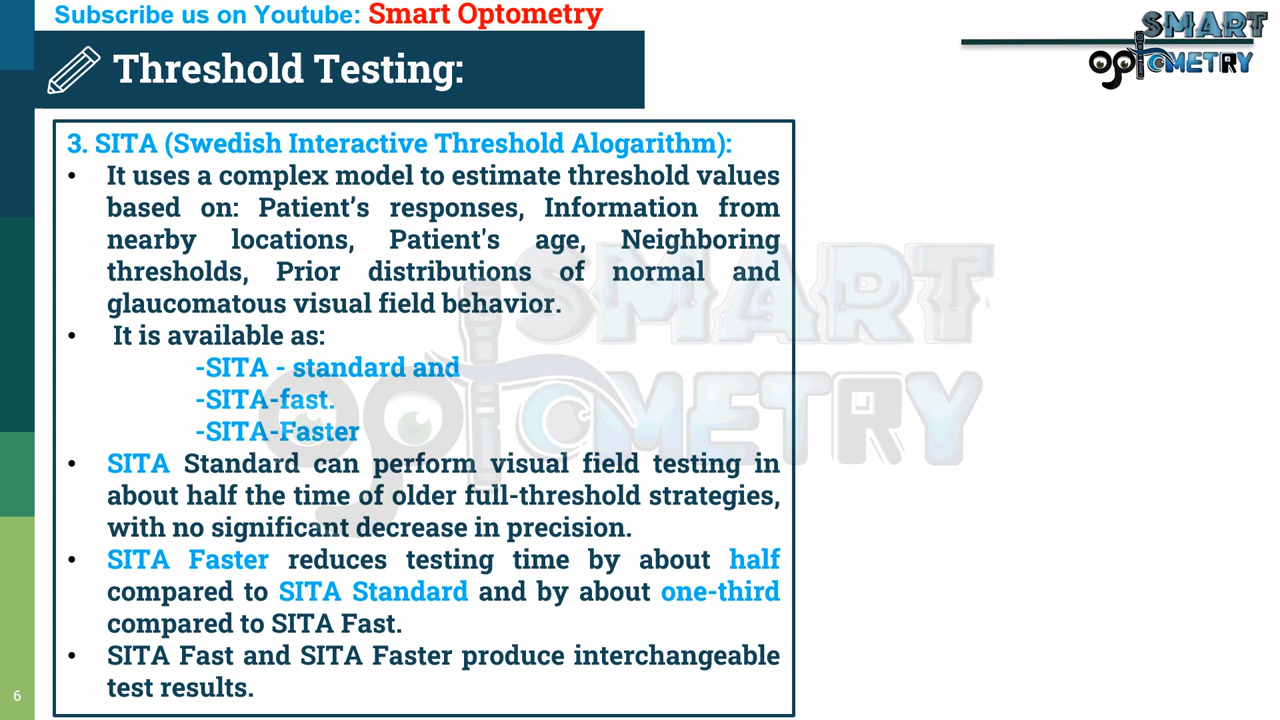 Subscribe us on Youtube: Smart Optometry
SMART
OPTOMETRY
Threshold Testing:
3. SITA (Swedish Interactive Threshold Alogarithm):
• It uses a complex model to estimate threshold values
based on: Patient’s responses, Information from
nearby locations, Patient's age, Neighboring
thresholds, Prior distributions of normal and
glaucomatous visual field behavior.
• It is available as:
-SITA - standard and
-SITA-fast.
-SITA-Faster
• SITA Standard can perform visual field testing in
about half the time of older full-threshold strategies,
with no significant decrease in precision.
• SITA Faster reduces testing time by about half
compared to SITA Standard and by about one-third
compared to SITA Fast.
• SITA Fast and SITA Faster produce interchangeable
test results.
SMART
OPTOMETRY
6